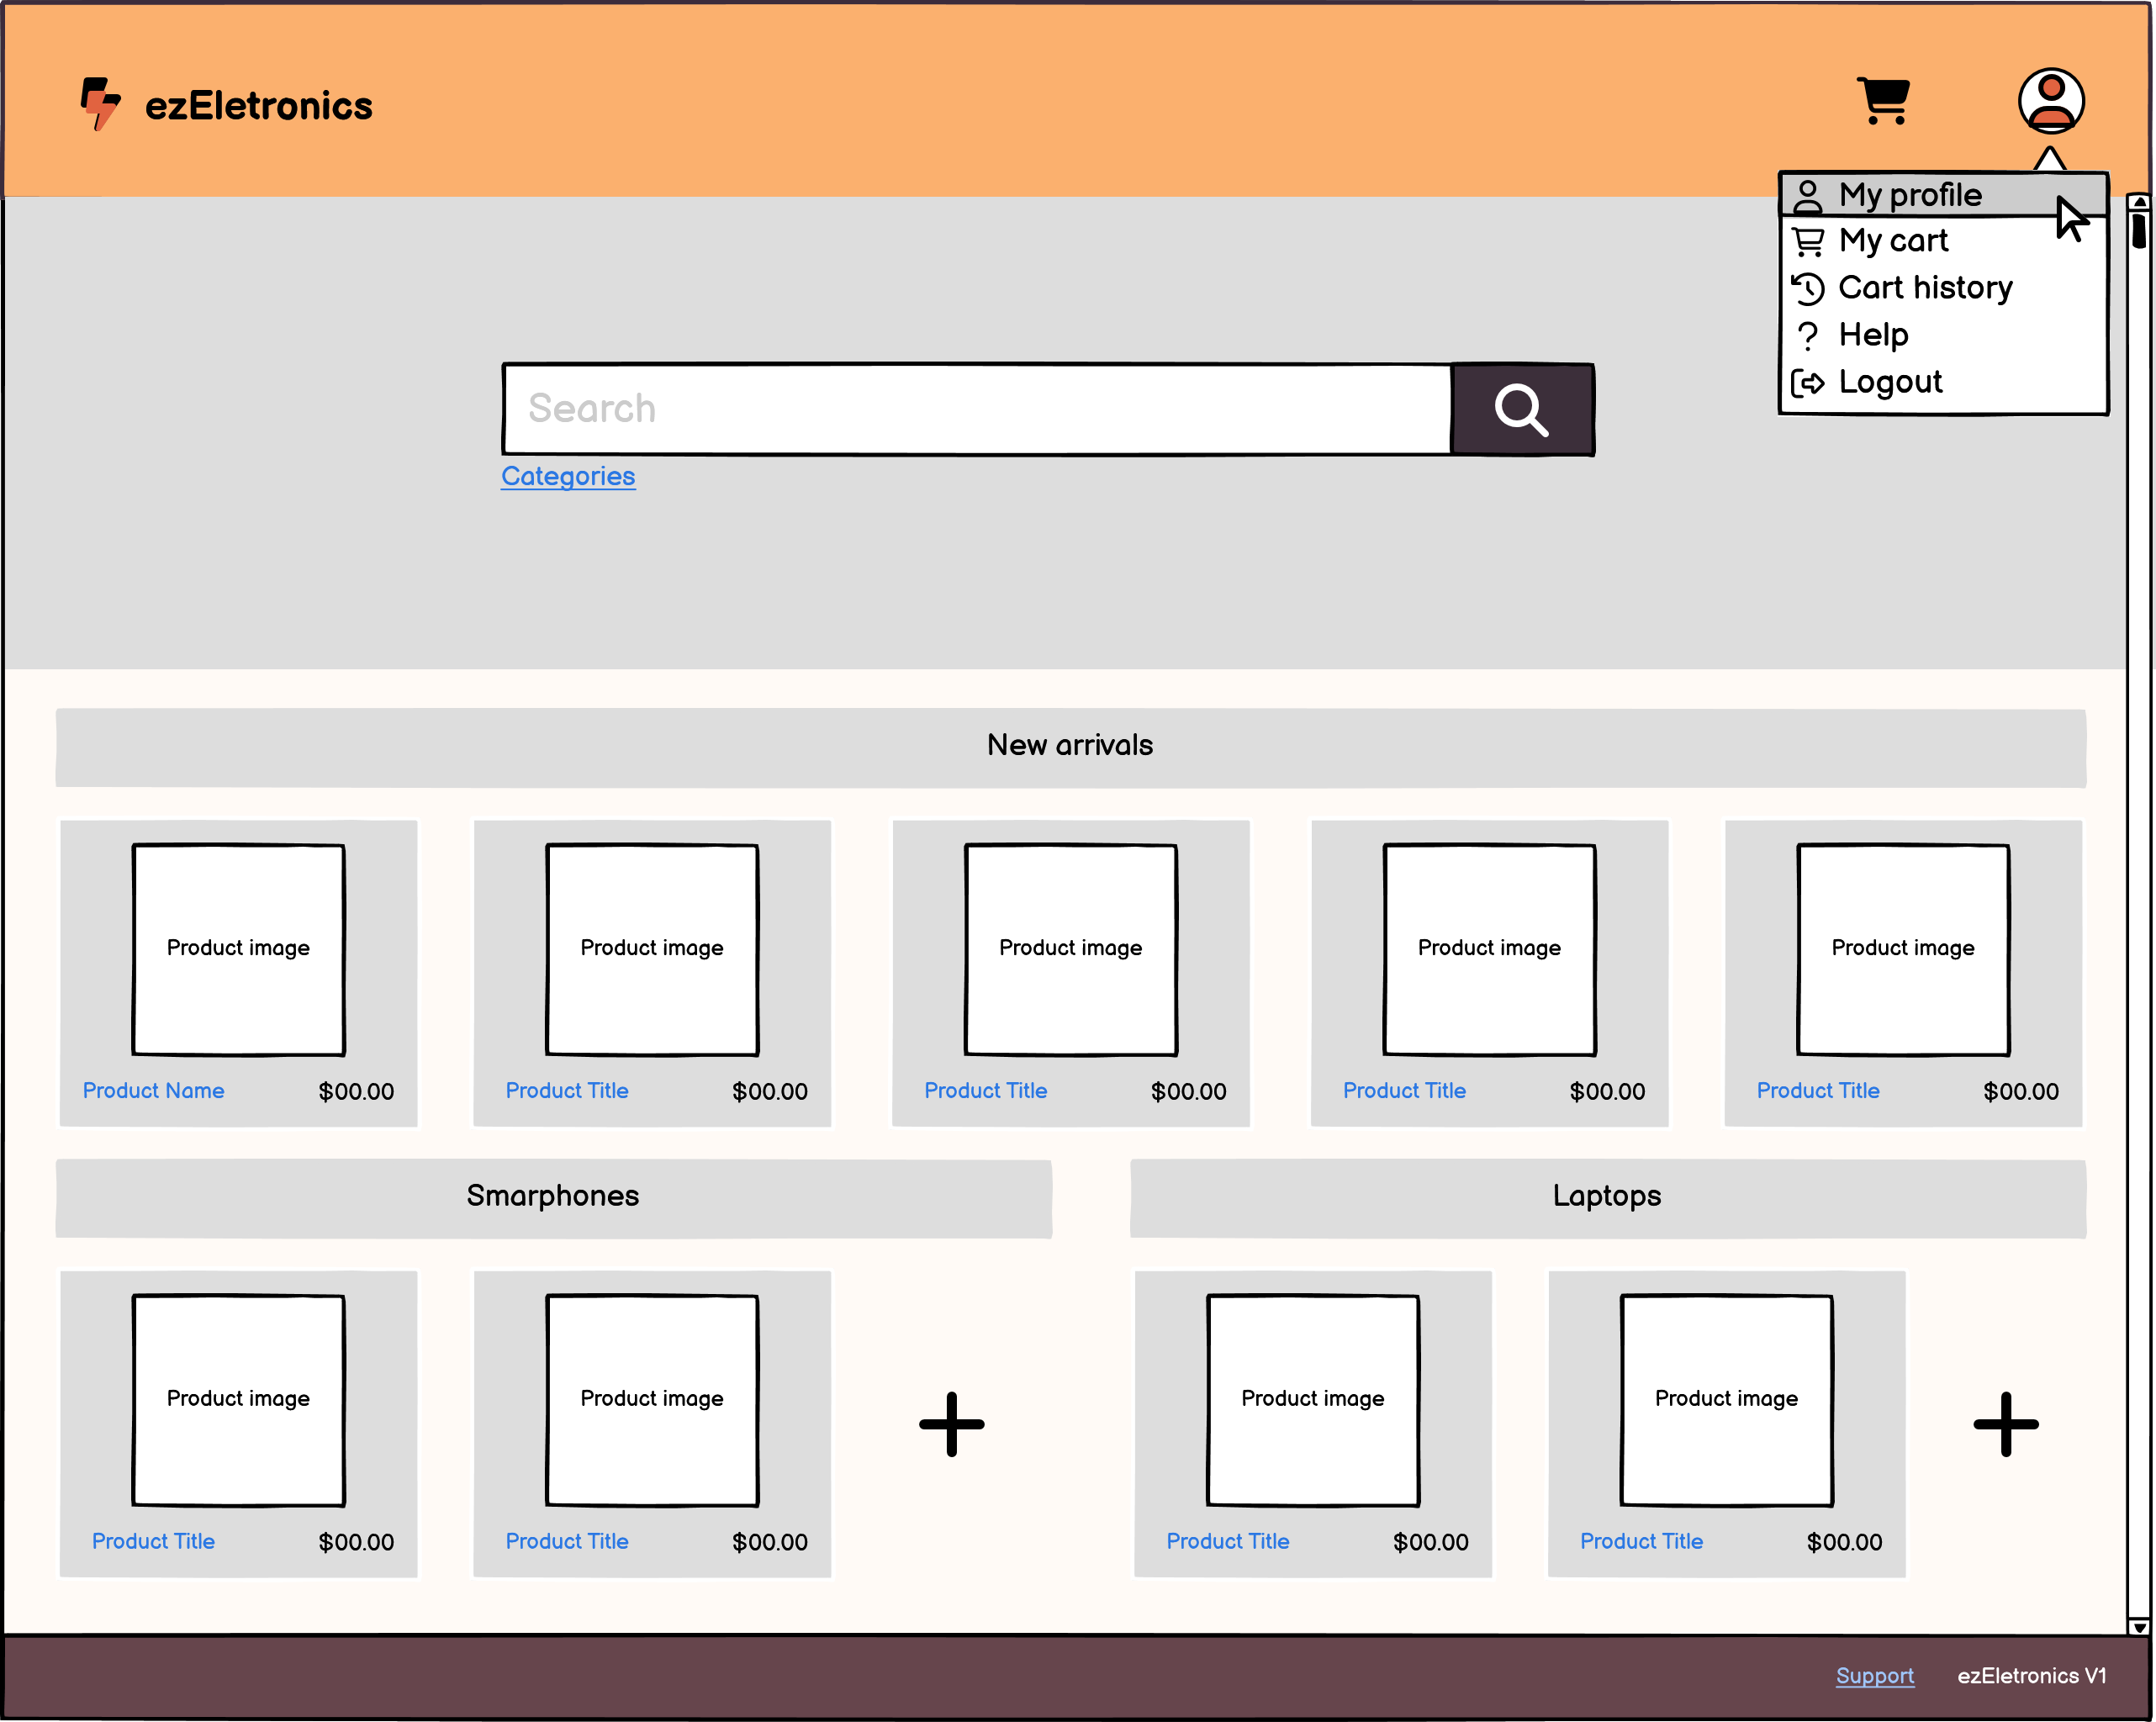 ezEletronics
My profile
My cart
Cart history
Help
Logout
Search
Categories
New arrivals
Product image
Product image
Product image
Product image
Product image
Product Name $00.00
Product Title $00.00
Product Title $00.00
Product Title $00.00
Product Title $00.00
Smarphones
Laptops
Product image
Product image
Product image
Product image
Product Title $00.00
Product Title $00.00
Product Title $00.00
Product Title $00.00
Support
ezEletronics V1